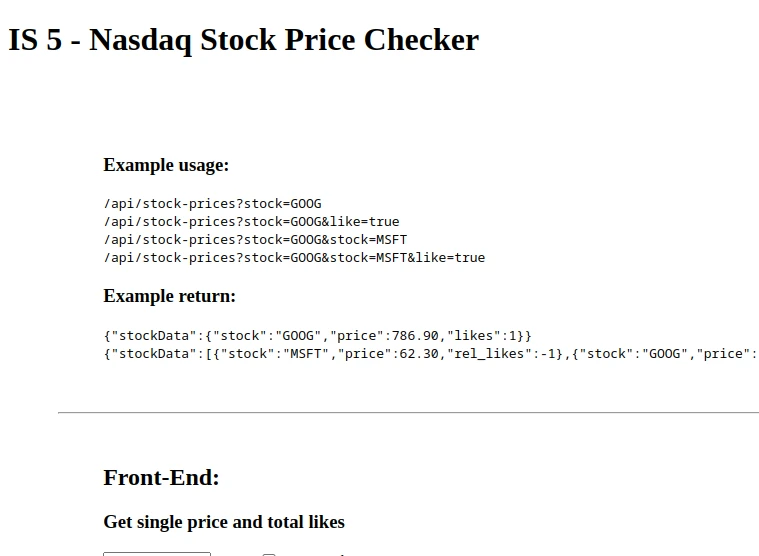 IS 5 - Nasdaq Stock Price Checker
Example usage:
/api/stock-prices?stock=GOOG
/api/stock-prices?stock=GOOG&like=true
/api/stock-prices?stock=GOOG&stock=MSFT
/api/stock-prices?stock=GOOG&stock=MSFT&like=true
Example return:
{"stockData":{"stock":"GOOG","price":786.90,"likes":1}}
{"stockData":[{"stock":"MSFT","price":62.30,"rel_likes":-1},{"stock":"GOOG","price":
Front-End:
Get single price and total likes